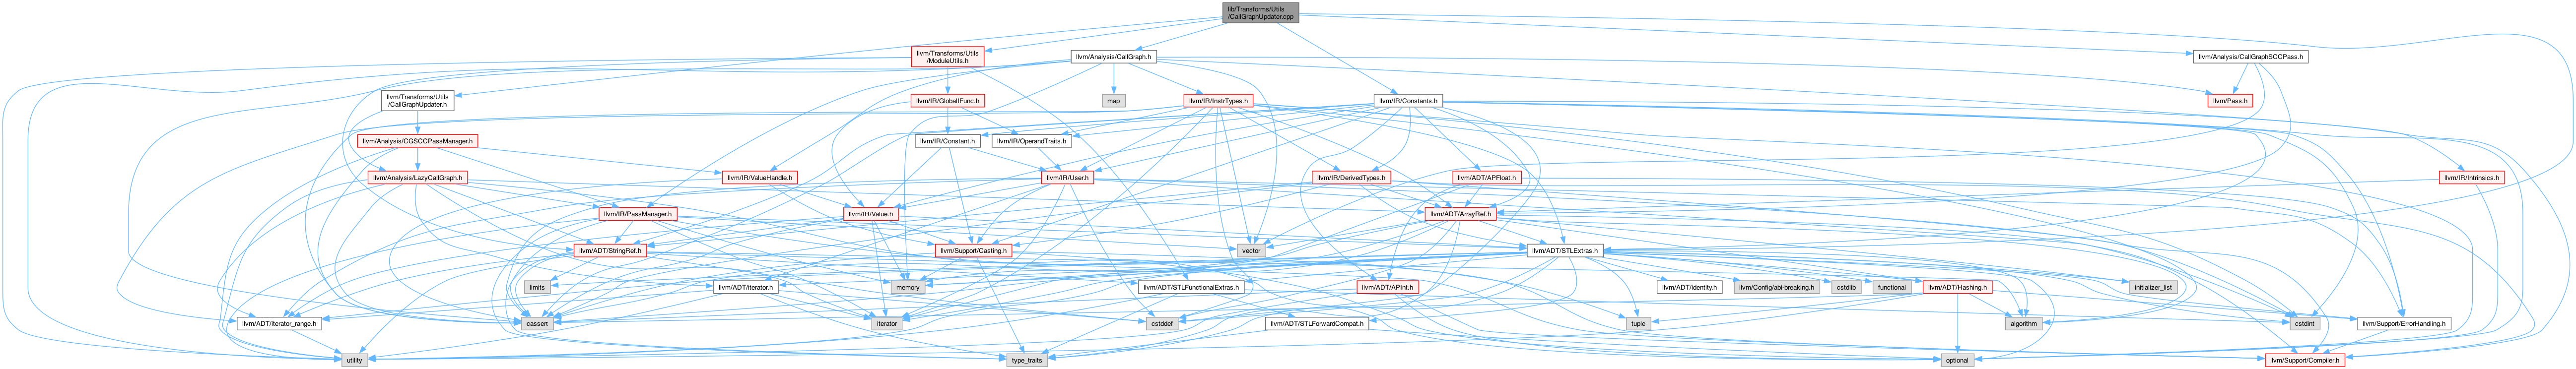 lib/Transforms/Utils
/CallGraphUpdater.cpp
llvm/Transforms/Utils
/ModuleUtils.h
llvm/Analysis/CallGraph.h
llvm/Analysis/CallGraphSCCPass.h
llvm/Transforms/Utils
/CallGraphUpdater.h
llvm/IR/GlobalIFunc.h
map
llvm/IR/InstrTypes.h
llvm/IR/Constants.h
llvm/Pass.h
llvm/Analysis/CGSCCPassManager.h
llvm/IR/Constant.h
llvm/IR/OperandTraits.h
llvm/Analysis/LazyCallGraph.h
llvm/IR/ValueHandle.h
llvm/IR/User.h
llvm/IR/DerivedTypes.h
llvm/ADT/APFloat.h
llvm/IR/Intrinsics.h
llvm/IR/PassManager.h
llvm/IR/Value.h
llvm/ADT/ArrayRef.h
llvm/ADT/StringRef.h
llvm/Support/Casting.h
vector
llvm/ADT/STLExtras.h
limits
llvm/ADT/iterator.h
memory
llvm/ADT/STLFunctionalExtras.h
llvm/ADT/APInt.h
llvm/ADT/identity.h
llvm/Config/abi-breaking.h
cstdlib
functional
llvm/ADT/Hashing.h
initializer_list
llvm/ADT/iterator_range.h
cassert
iterator
cstddef
llvm/ADT/STLForwardCompat.h
tuple
algorithm
cstdint
llvm/Support/ErrorHandling.h
utility
type_traits
optional
llvm/Support/Compiler.h